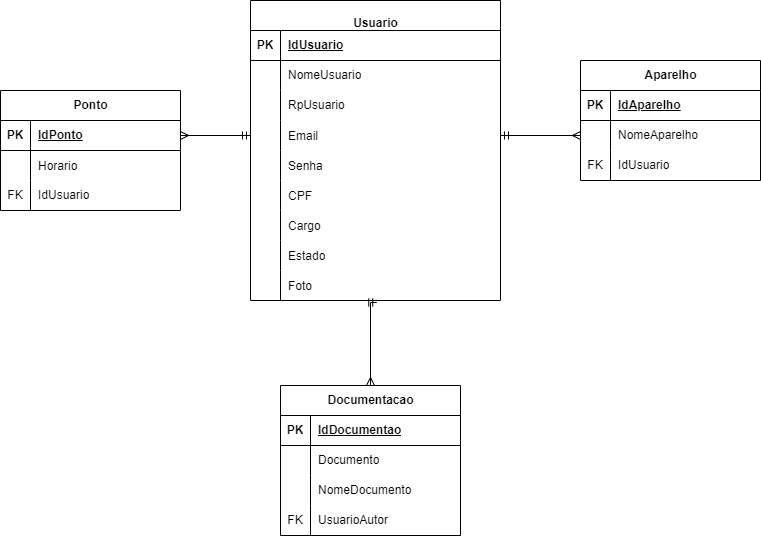 Usuario
PK IdUsuario
NomeUsuario
RpUsuario
Email
Senha
CPF
Cargo
Estado
Foto
Ponto
PK IdPonto
Horario
FK IdUsuario
Aparelho
PK IdAparelho
NomeAparelho
FK IdUsuario
Documentacao
PK IdDocumentao
Documento
NomeDocumento
FK UsuarioAutor